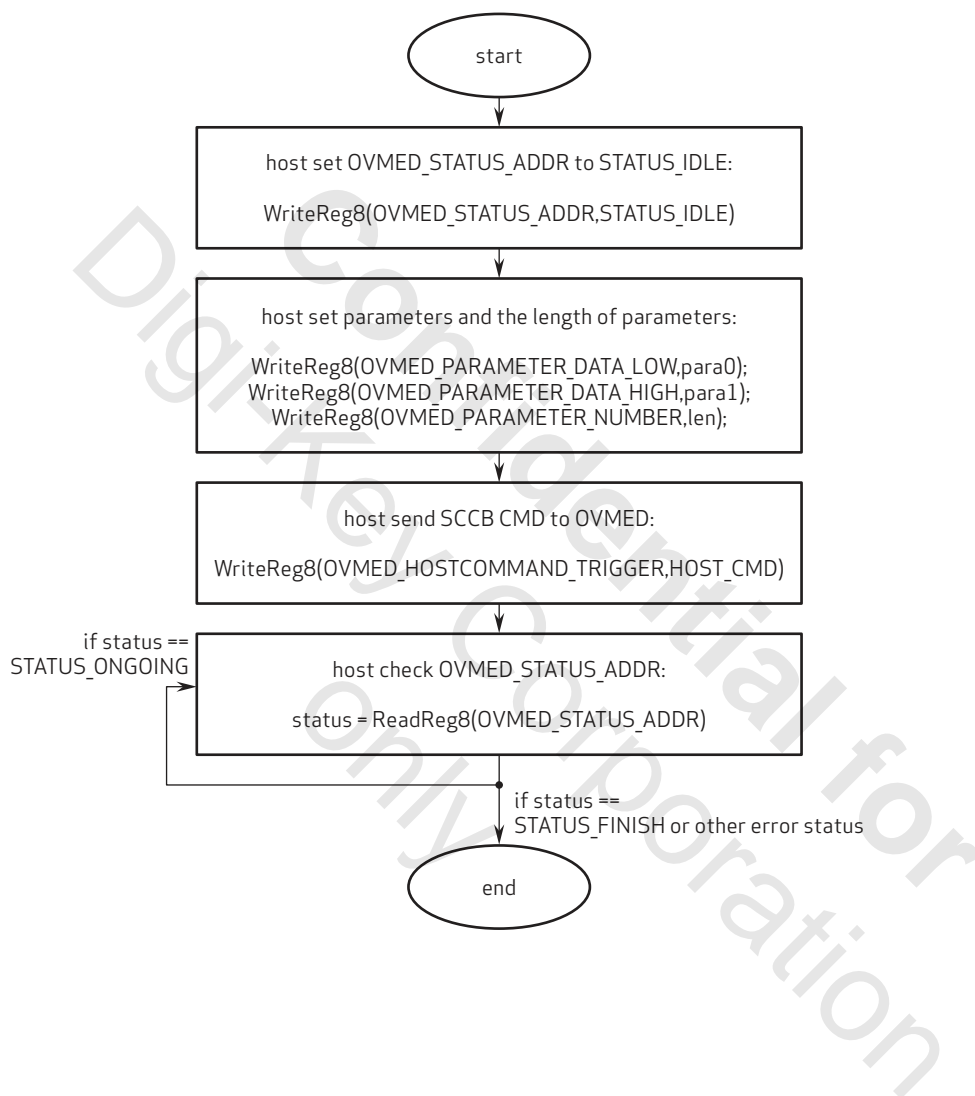 start
host set OVMED_STATUS_ADDR to STATUS_IDLE:
WriteReg8(OVMED_STATUS_ADDR,STATUS_IDLE)
host set parameters and the length of parameters:
WriteReg8(OVMED_PARAMETER_DATA_LOW,para0);
WriteReg8(OVMED_PARAMETER_DATA_HIGH,para1);
WriteReg8(OVMED_PARAMETER_NUMBER,len);
host send SCCB CMD to OVMED:
WriteReg8(OVMED_HOSTCOMMAND_TRIGGER,HOST_CMD)
if status ==
STATUS_ONGOING
host check OVMED_STATUS_ADDR:
status = ReadReg8(OVMED_STATUS_ADDR)
if status ==
STATUS_FINISH or other error status
end
Confidential for
Digi-Key Corporation
only